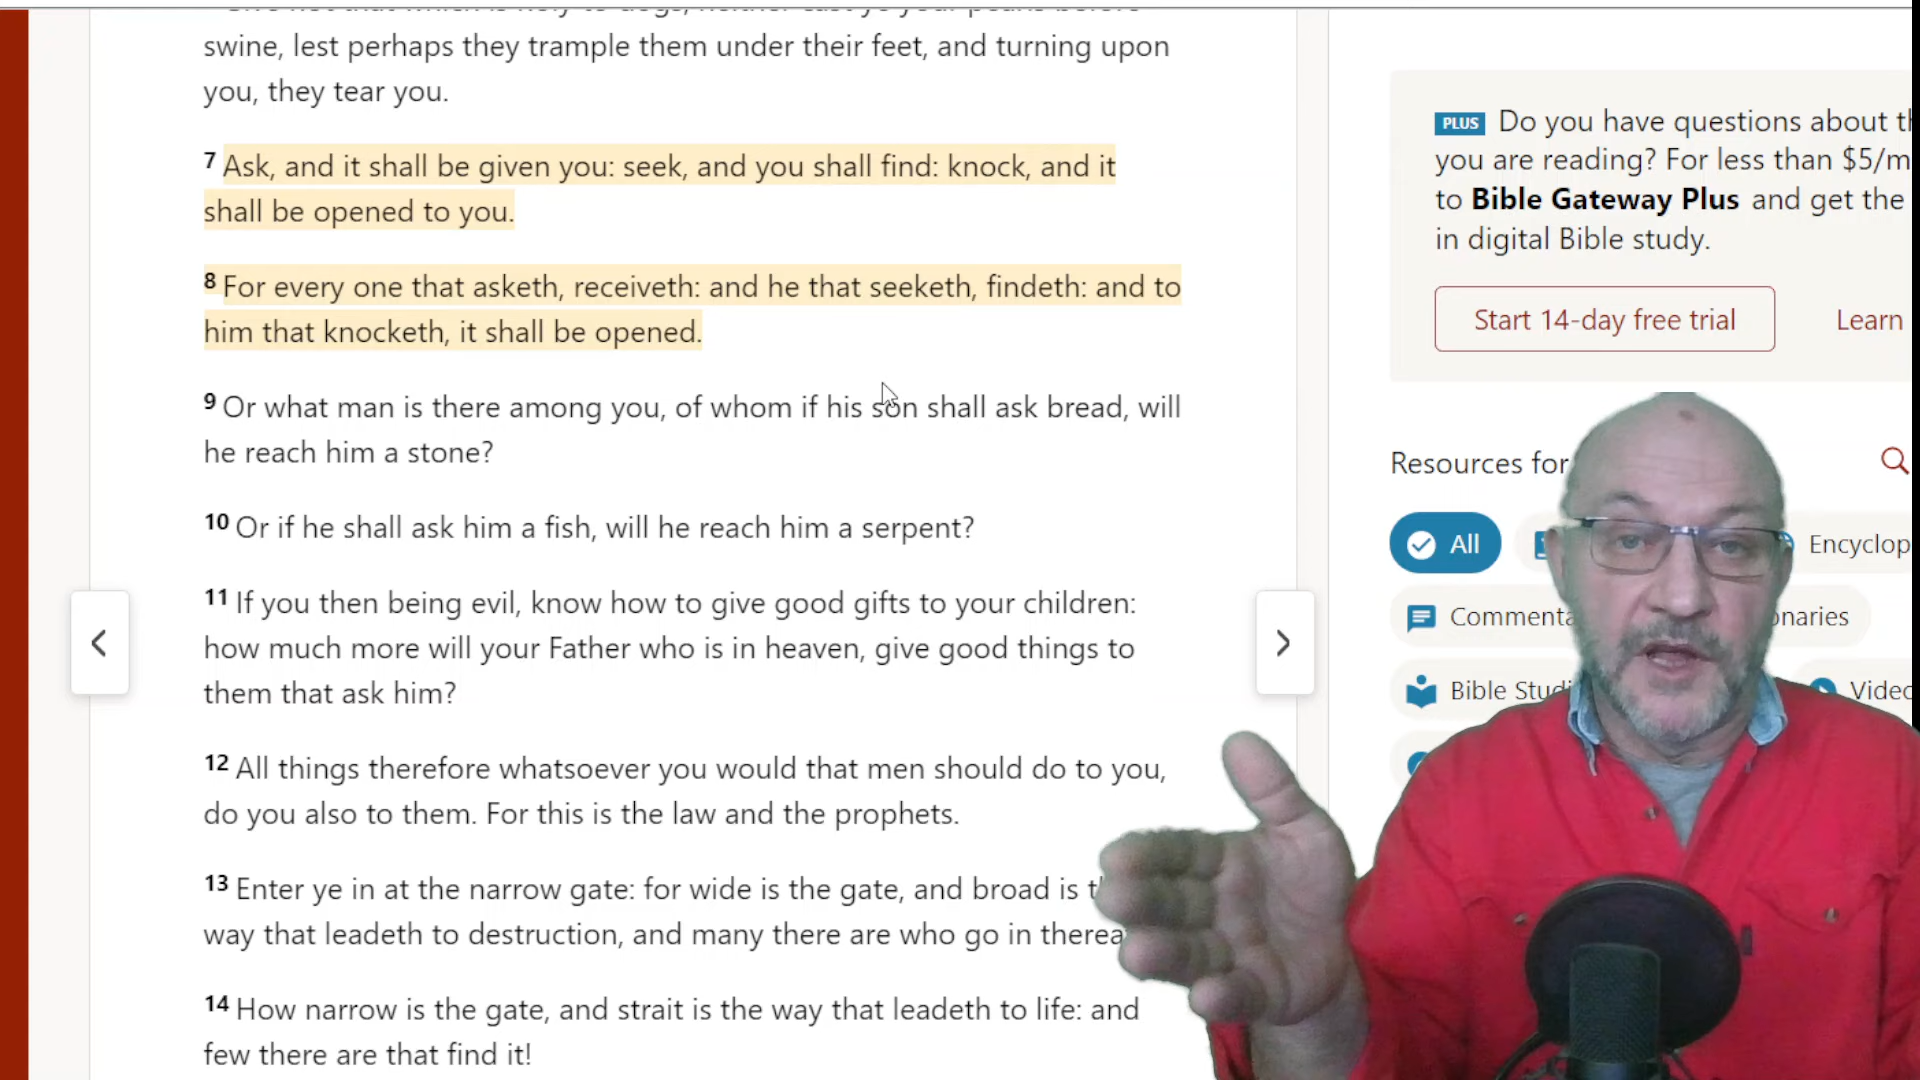 swine, lest perhaps they trample them under their feet, and turning upon
you, they tear you.
7 Ask, and it shall be given you: seek, and you shall find: knock, and it
shall be opened to you.
8 For every one that asketh, receiveth: and he that seeketh, findeth: and to
him that knocketh, it shall be opened.
9 Or what man is there among you, of whom if his son shall ask bread, will
he reach him a stone?
10 Or if he shall ask him a fish, will he reach him a serpent?
11 If you then being evil, know how to give good gifts to your children:
how much more will your Father who is in heaven, give good things to
them that ask him?
12 All things therefore whatsoever you would that men should do to you,
do you also to them. For this is the law and the prophets.
13 Enter ye in at the narrow gate: for wide is the gate, and broad is
way that leadeth to destruction, and many there are who go in
14 How narrow is the gate, and strait is the way that leadeth to life: and
few there are that find it!
PLUS Do you have questions about
you are reading? For less than $5/m
to Bible Gateway Plus and get the
in digital Bible study.
Start 14-day free trial
Learn
Resources for
All
Encyclop
Commenta
onaries
Bible Studi
Video